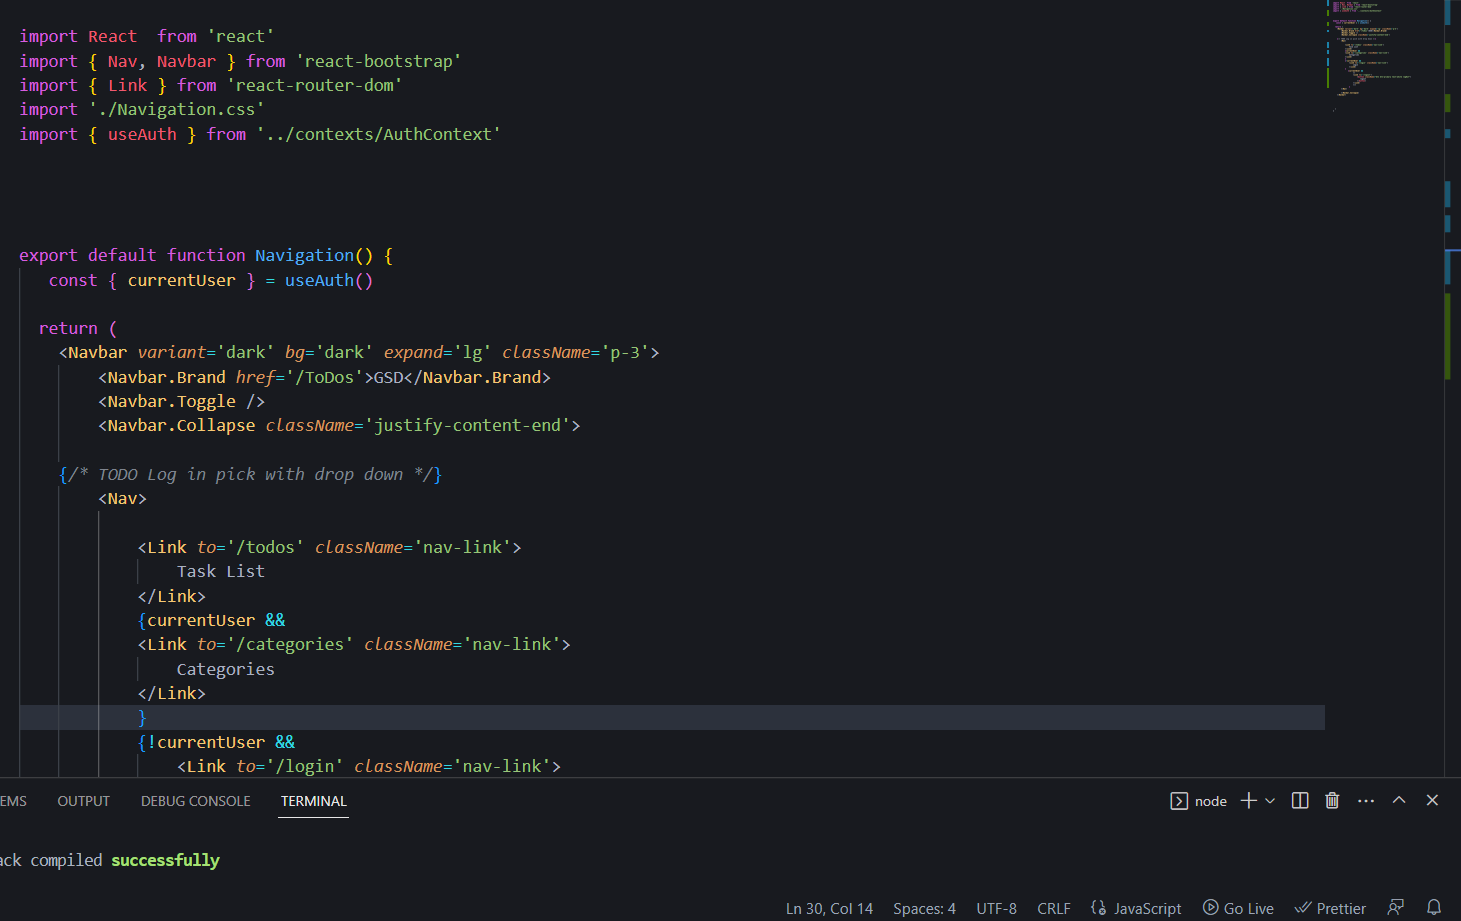 import React  from 'react'
import { Nav, Navbar } from 'react-bootstrap'
import { Link } from 'react-router-dom'
import './Navigation.css'
import { useAuth } from '../contexts/AuthContext'
export default function Navigation() {
const { currentUser } = useAuth()
return (
<Navbar variant='dark' bg='dark' expand='lg' className='p-3'>
<Navbar.Brand href='/ToDos'>GSD</Navbar.Brand>
<Navbar.Toggle />
<Navbar.Collapse className='justify-content-end'>
{/* TODO Log in pick with drop down */}
<Nav>
<Link to='/todos' className='nav-link'>
Task List
</Link>
{currentUser &&
<Link to='/categories' className='nav-link'>
Categories
</Link>
}
{!currentUser &&
<Link to='/login' className='nav-link'>
EMS OUTPUT DEBUG CONSOLE TERMINAL node
ack compiled successfully
Ln 30, Col 14 Spaces: 4 UTF-8 CRLF JavaScript Go Live Prettier